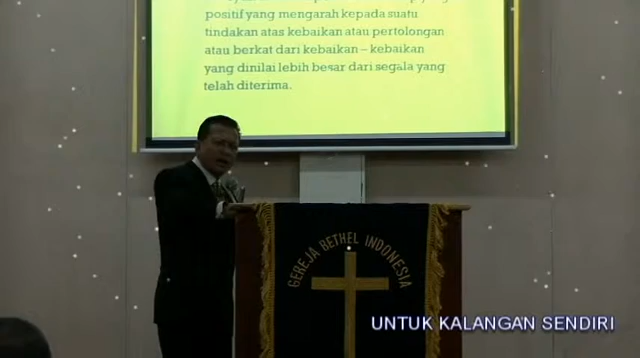 positif yang mengarah kepada suatu
tindakan atas kebaikan atau pertolongan
atau berkat dari kebaikan – kebaikan
yang dinilai lebih besar dari segala yang
telah diterima.
GEREJA BETHEL INDONESIA
UNTUK KALANGAN SENDIRI